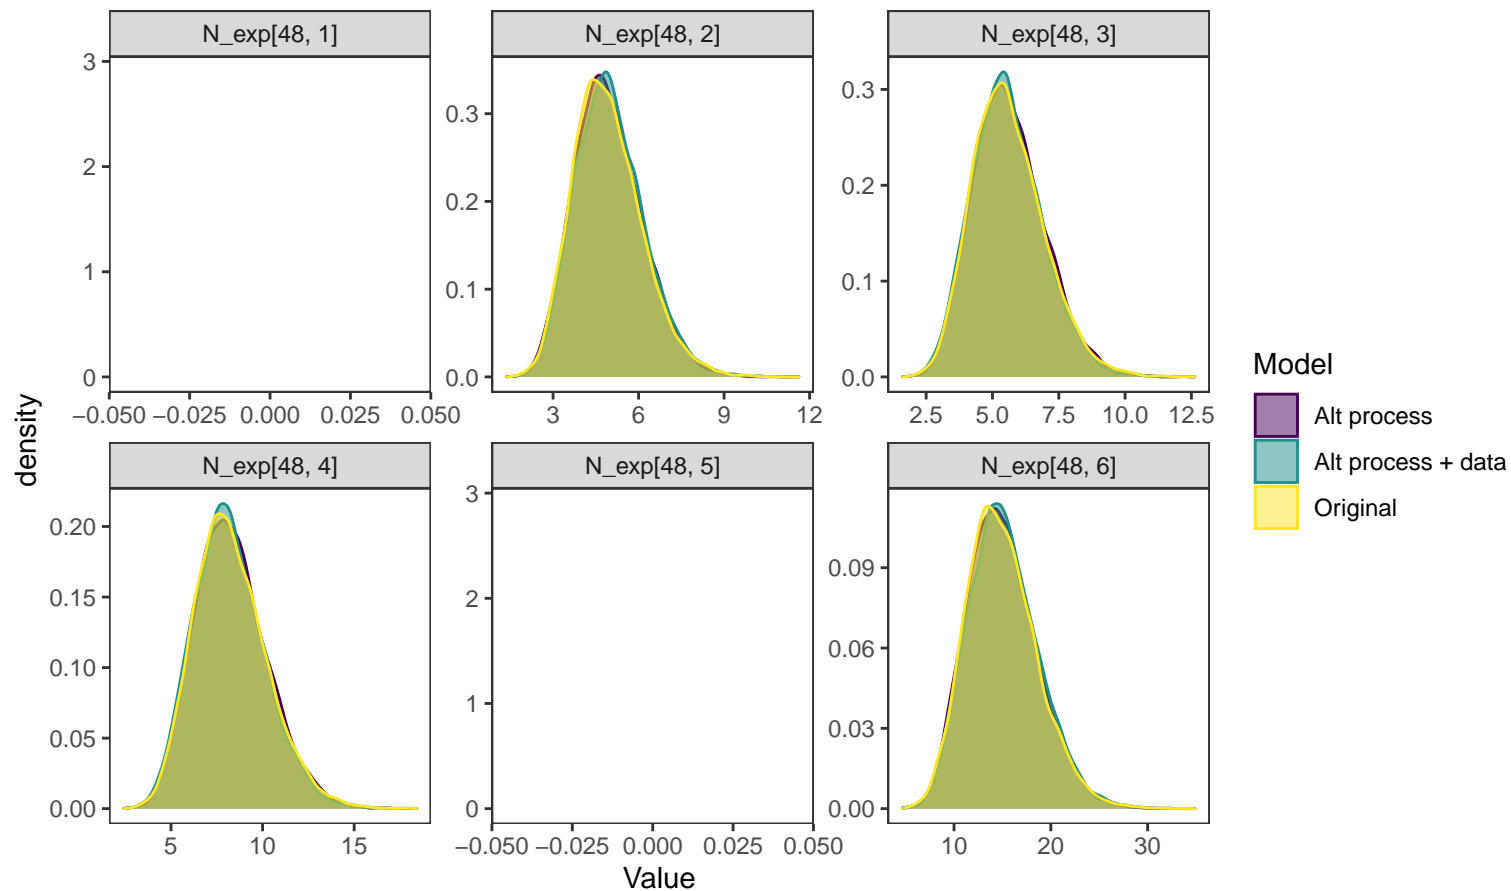 N_exp[48, 1]
N_exp[48, 2]
N_exp[48, 3]
3
2
1
0
0.3
0.2
0.1
0.0
0.3
0.2
0.1
0.0
−0.050 −0.025 0.000 0.025 0.050
3 6 9 12
2.5 5.0 7.5 10.0 12.5
density
N_exp[48, 4]
N_exp[48, 5]
N_exp[48, 6]
0.20
0.15
0.10
0.05
0.00
3
2
1
0
0.09
0.06
0.03
0.00
5 10 15
−0.050 −0.025 0.000 0.025 0.050
10 20 30
Value
Model
Alt process
Alt process + data
Original